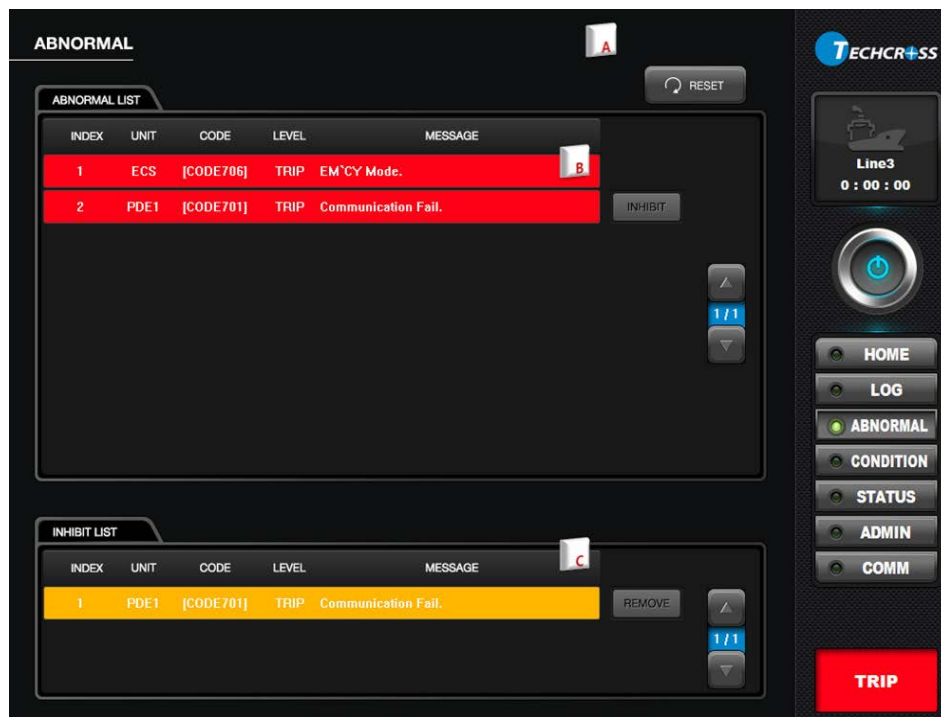 ABNORMAL
A
TECHCR+SS
RESET
ABNORMAL LIST
INDEX UNIT CODE LEVEL MESSAGE
1 ECS [CODE706] TRIP EM`CY Mode. B
2 PDE1 [CODE701] TRIP Communication Fail. INHIBIT
1/1
INHIBIT LIST
INDEX UNIT CODE LEVEL MESSAGE C
1 PDE1 [CODE701] TRIP Communication Fail. REMOVE
1/1
Line3
0 : 00 : 00
HOME
LOG
ABNORMAL
CONDITION
STATUS
ADMIN
COMM
TRIP